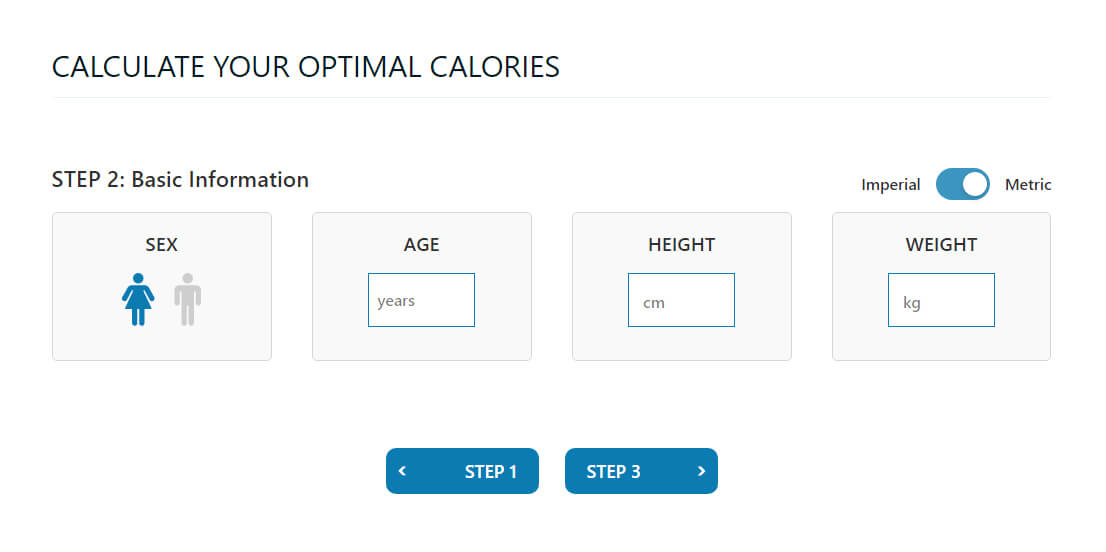 CALCULATE YOUR OPTIMAL CALORIES
STEP 2: Basic Information
Imperial Metric
SEX
AGE
HEIGHT
WEIGHT
years
cm
kg
< STEP 1
STEP 3 >